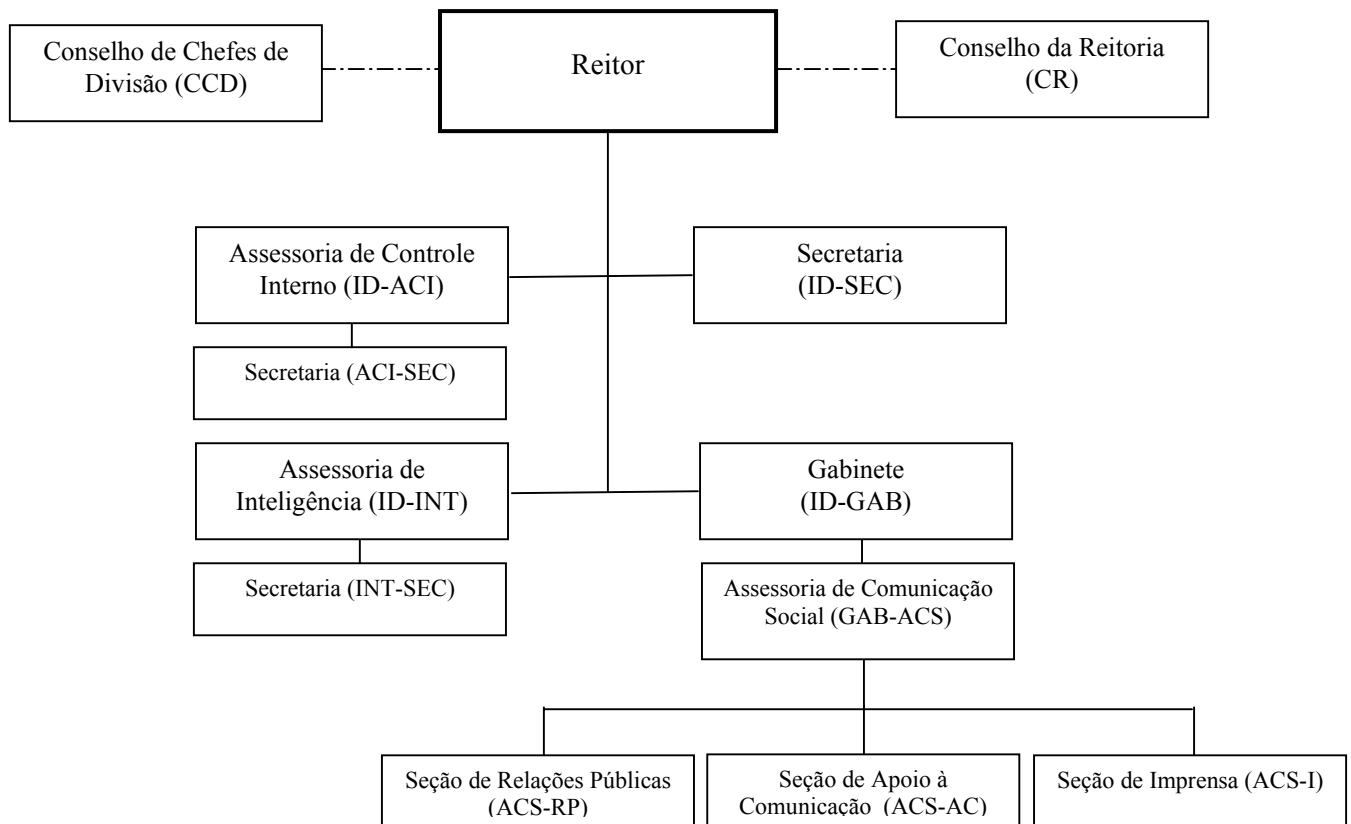 Conselho de Chefes de
Divisão (CCD)
Reitor
Conselho da Reitoria
(CR)
Assessoria de Controle
Interno (ID-ACI)
Secretaria
(ID-SEC)
Secretaria (ACI-SEC)
Assessoria de
Inteligência (ID-INT)
Gabinete
(ID-GAB)
Secretaria (INT-SEC)
Assessoria de Comunicação
Social (GAB-ACS)
Seção de Relações Públicas
(ACS-RP)
Seção de Apoio à
Comunicação (ACS-AC)
Seção de Imprensa (ACS-I)